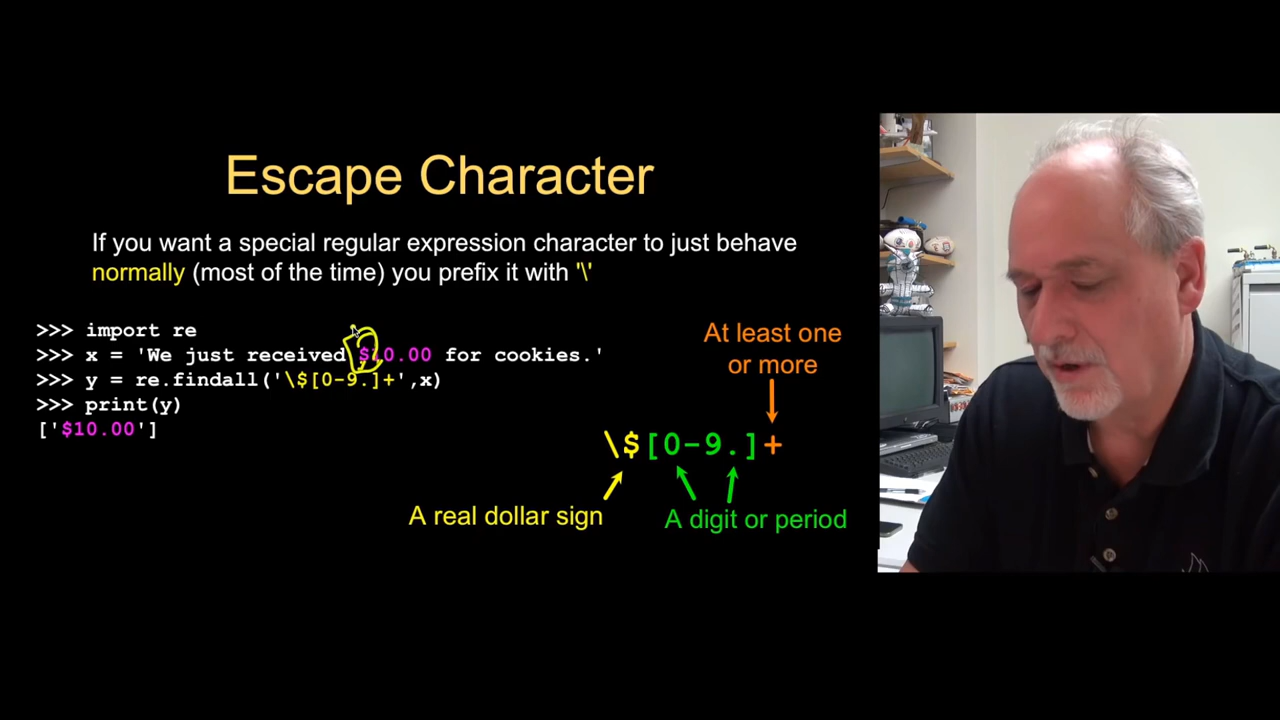 Escape Character
If you want a special regular expression character to just behave
normally (most of the time) you prefix it with '\'
>>> import re
>>> x = 'We just received $10.00 for cookies.'
>>> y = re.findall('\$[0-9.]+',x)
>>> print(y)
['$10.00']
At least one
or more
\$[0-9.]+
A real dollar sign
A digit or period